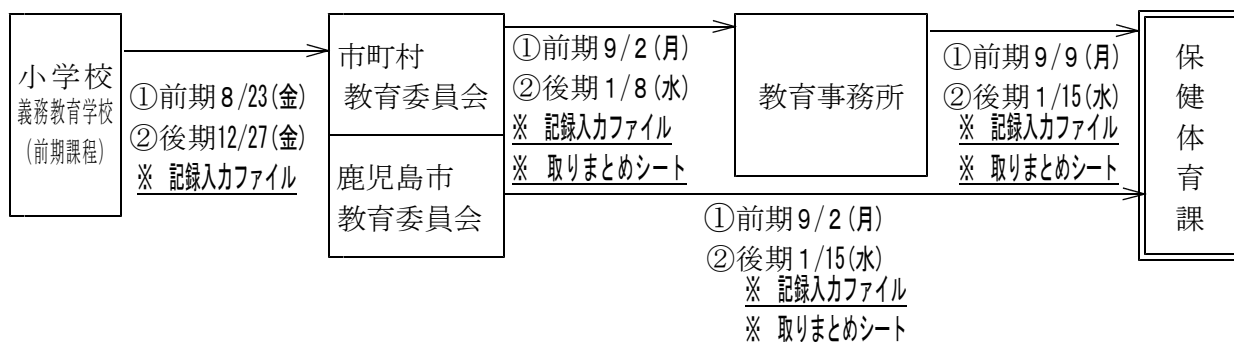 小学校
義務教育学校
(前期課程)
①前期8/23(金)
②後期12/27(金)
※ 記録入力ファイル
市町村
教育委員会
鹿児島市
教育委員会
①前期9/2(月)
②後期1/8(水)
※ 記録入力ファイル
※ 取りまとめシート
教育事務所
①前期9/9(月)
②後期1/15(水)
※ 記録入力ファイル
※ 取りまとめシート
①前期9/2(月)
②後期1/15(水)
※ 記録入力ファイル
※ 取りまとめシート
保健体育課